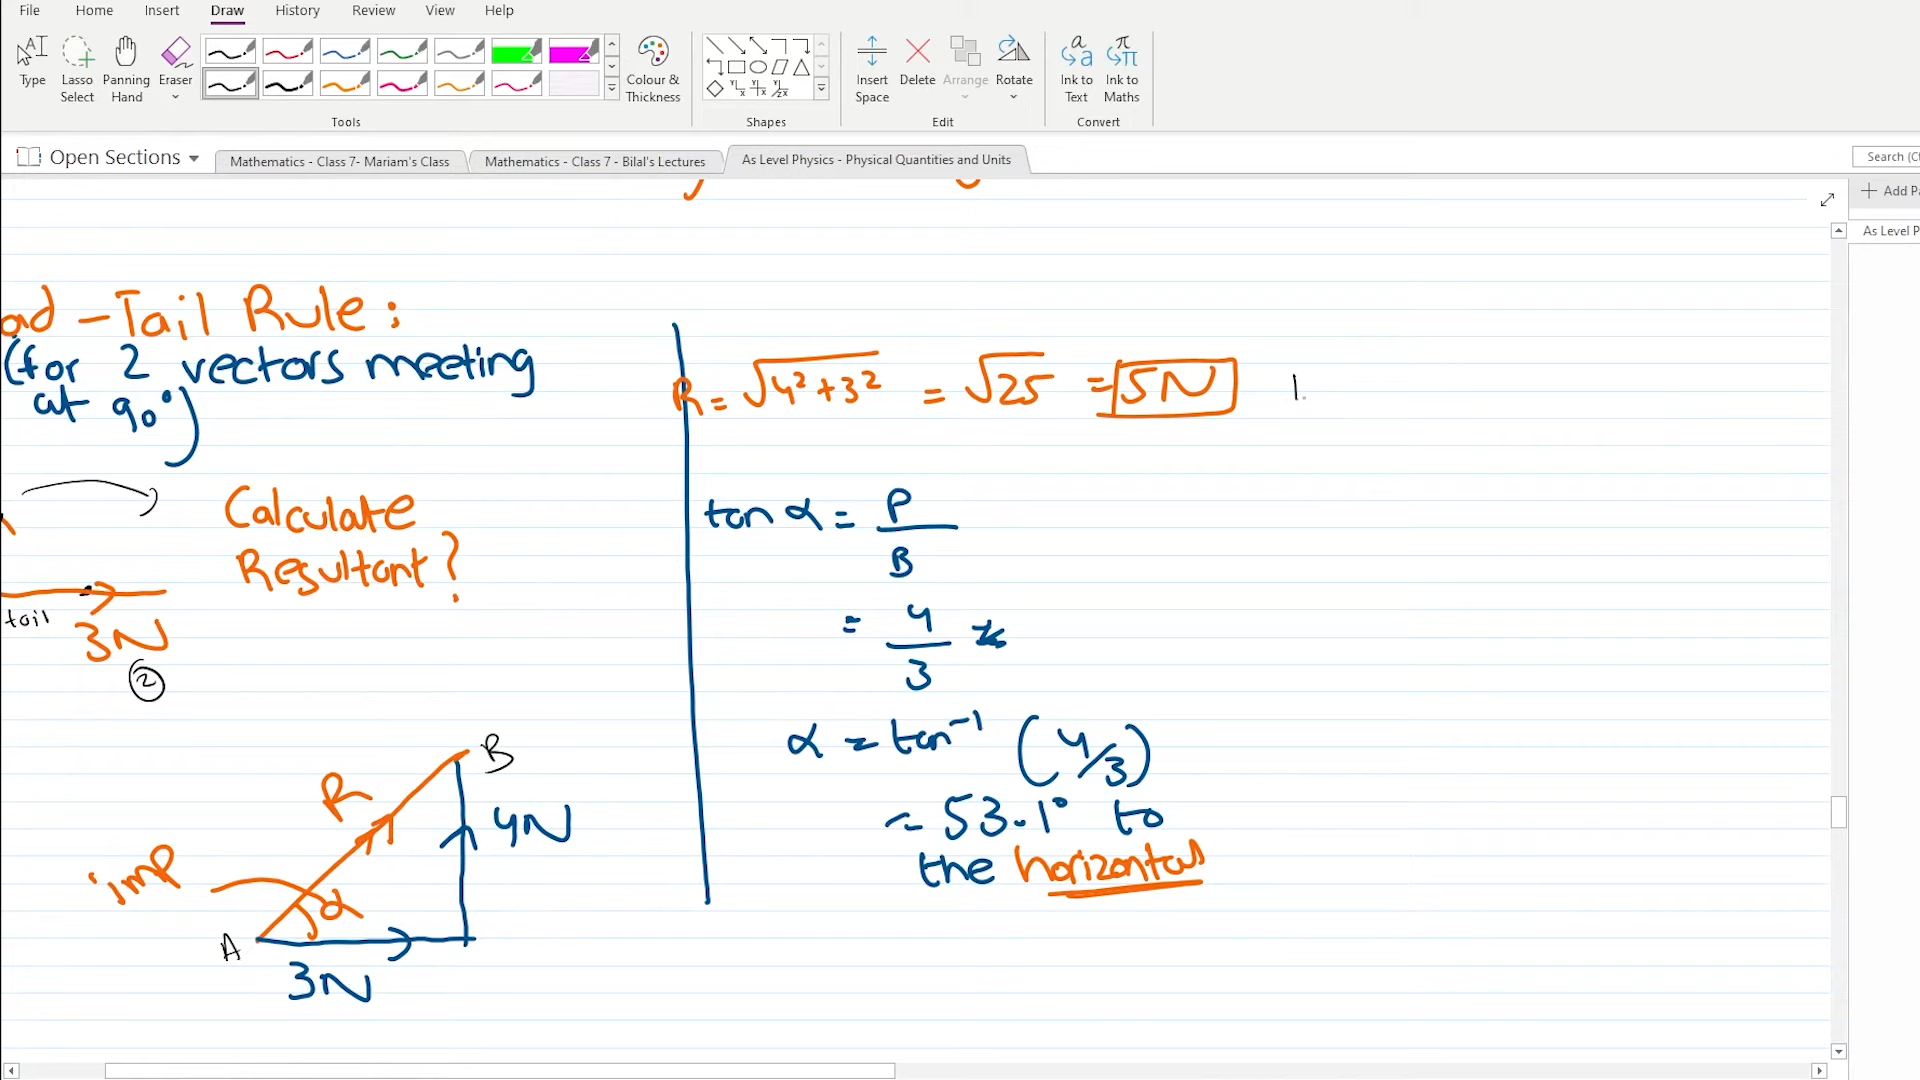 File Home Insert Draw History Review View Help
Type
Lasso Select
Panning Hand
Eraser
Colour & Thickness
Insert Space
Delete
Arrange
Rotate
Ink to Text
Ink to Maths
Tools
Shapes
Edit
Convert
Open Sections
Mathematics - Class 7- Mariam's Class
Mathematics - Class 7 - Bilal's Lectures
As Level Physics - Physical Quantities and Units
Search (Ct
Add Pa
As Level P
ad - Tail Rule:
(for 2 vectors meeting
at 90°)
Calculate
Resultant?
tail
3N
2
R
B
4N
imp
α
A
3N
R = √4²+3² = √25 = 5N
tan α = P
B
= 4
3
α = tan⁻¹ (4/3)
= 53.1° to
the horizontal